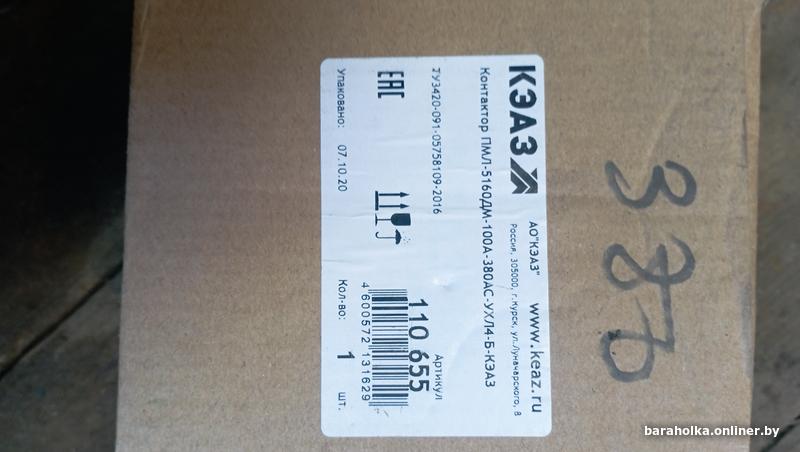 КЭАЗ
АО"КЭАЗ" www.keaz.ru
Россия, 305000, г.Курск, ул.Луначарского, 8
Контактор ПМЛ-5160ДМ-100А-380АС-УХЛ4-Б-КЭАЗ
ТУ3420-091-05758109-2016
Артикул
110 655
EAC
4 600572 131629
Упаковано: 07.10.20
Кол-во: 1 шт.
baraholka.onliner.by